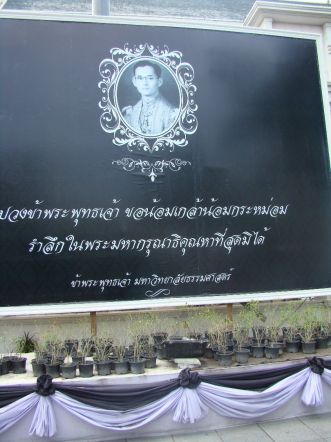 ปวงข้าพระพุทธเจ้า ขอน้อมเกล้าน้อมกระหม่อม
รำลึกในพระมหากรุณาธิคุณหาที่สุดมิได้
ข้าพระพุทธเจ้า มหาวิทยาลัยธรรมศาสตร์